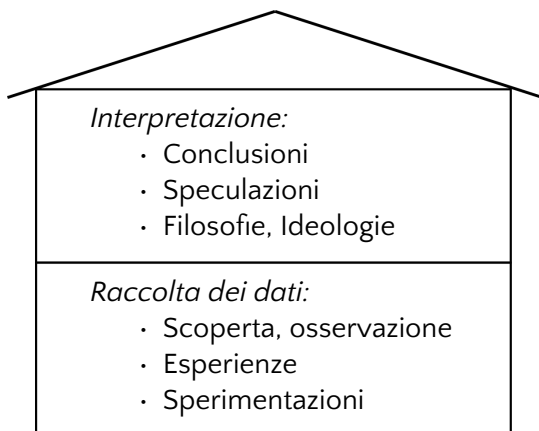 Interpretazione:
· Conclusioni
· Speculazioni
· Filosofie, Ideologie
Raccolta dei dati:
· Scoperta, osservazione
· Esperienze
· Sperimentazioni